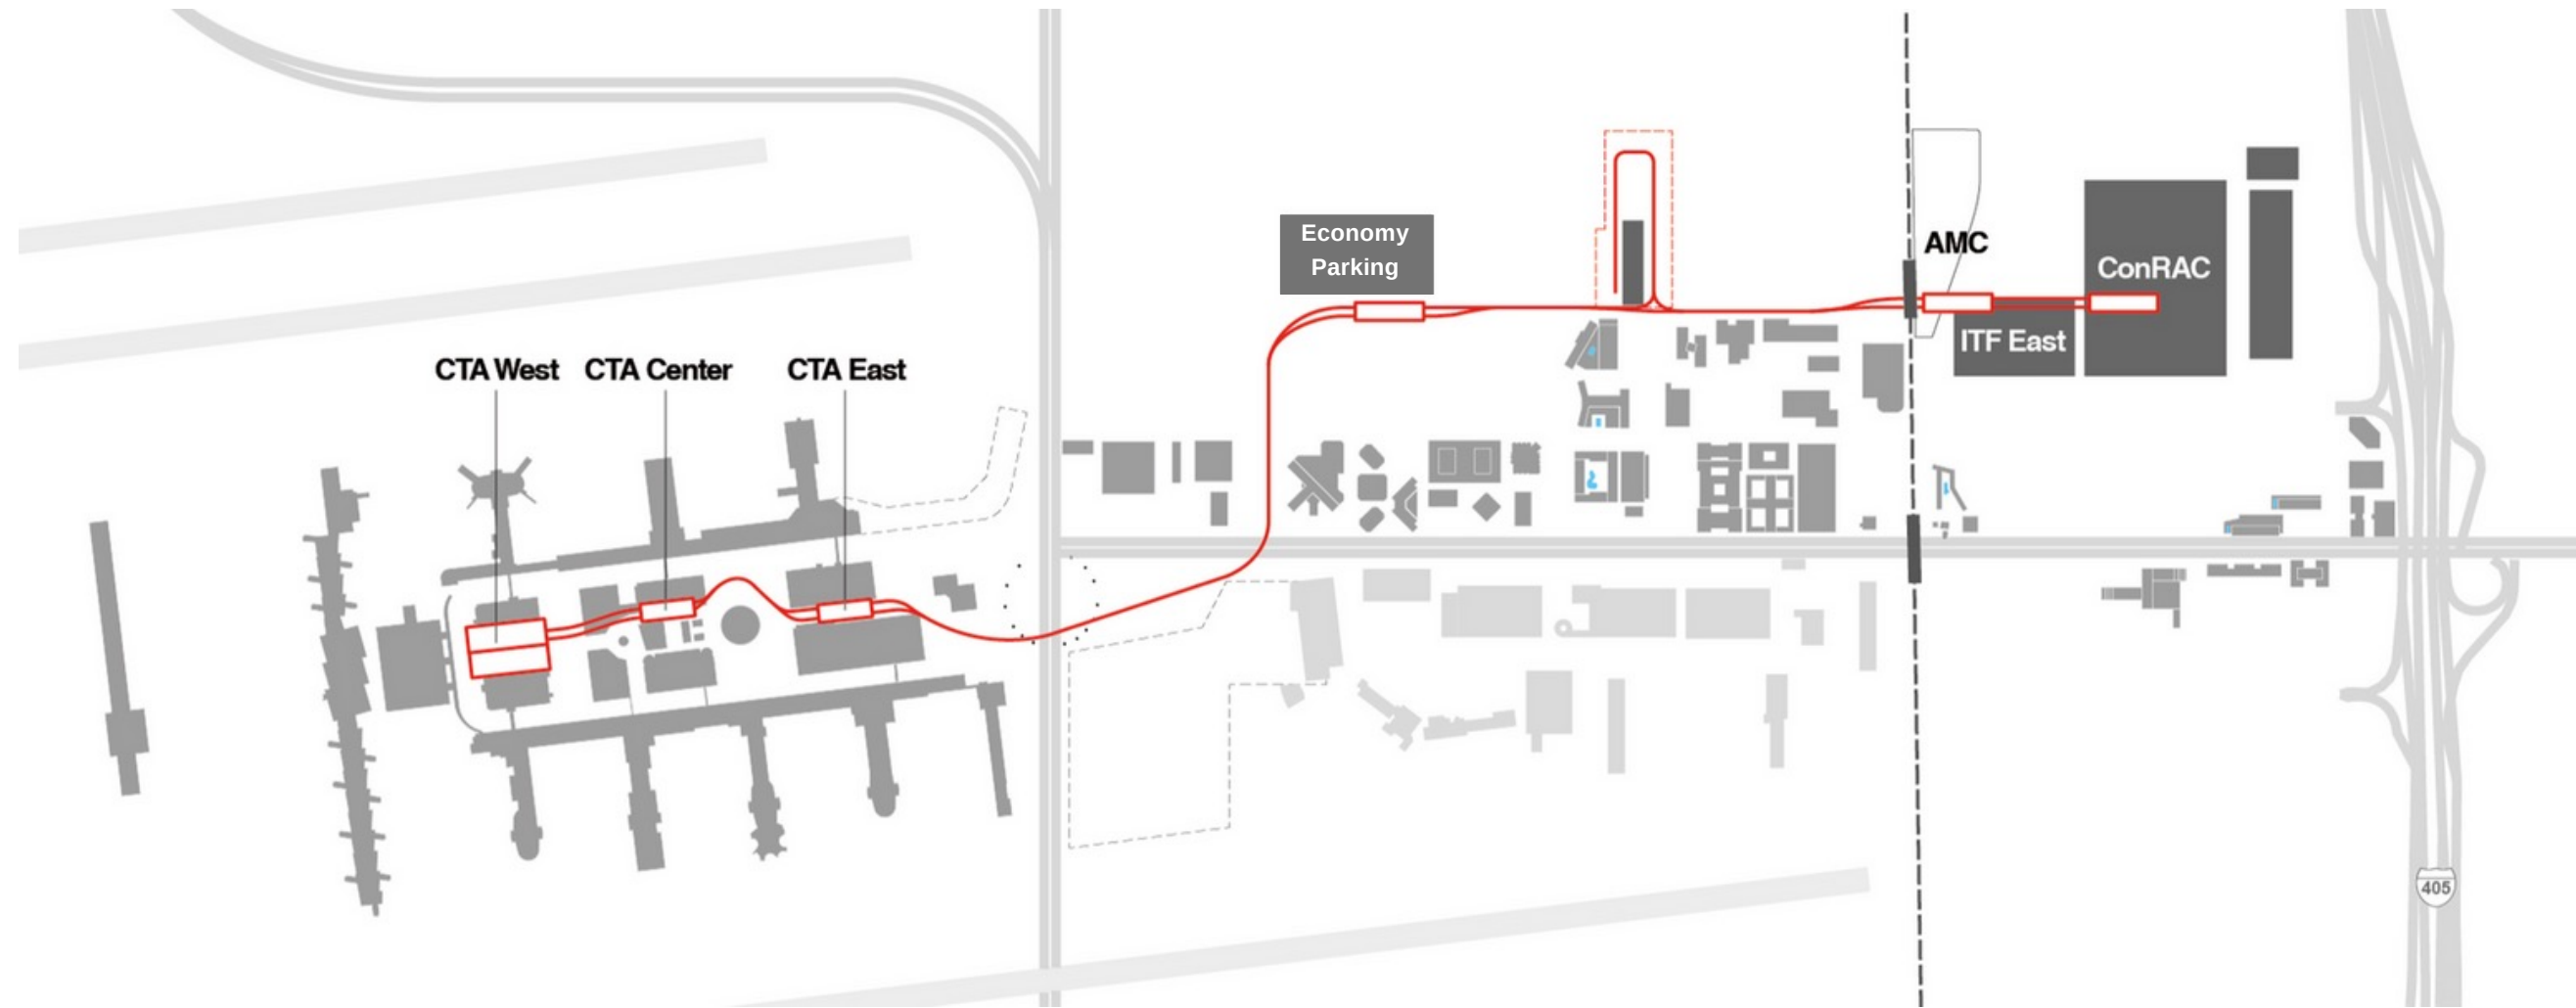 Economy
Parking
AMC
ConRAC
ITF East
CTA West
CTA Center
CTA East
405